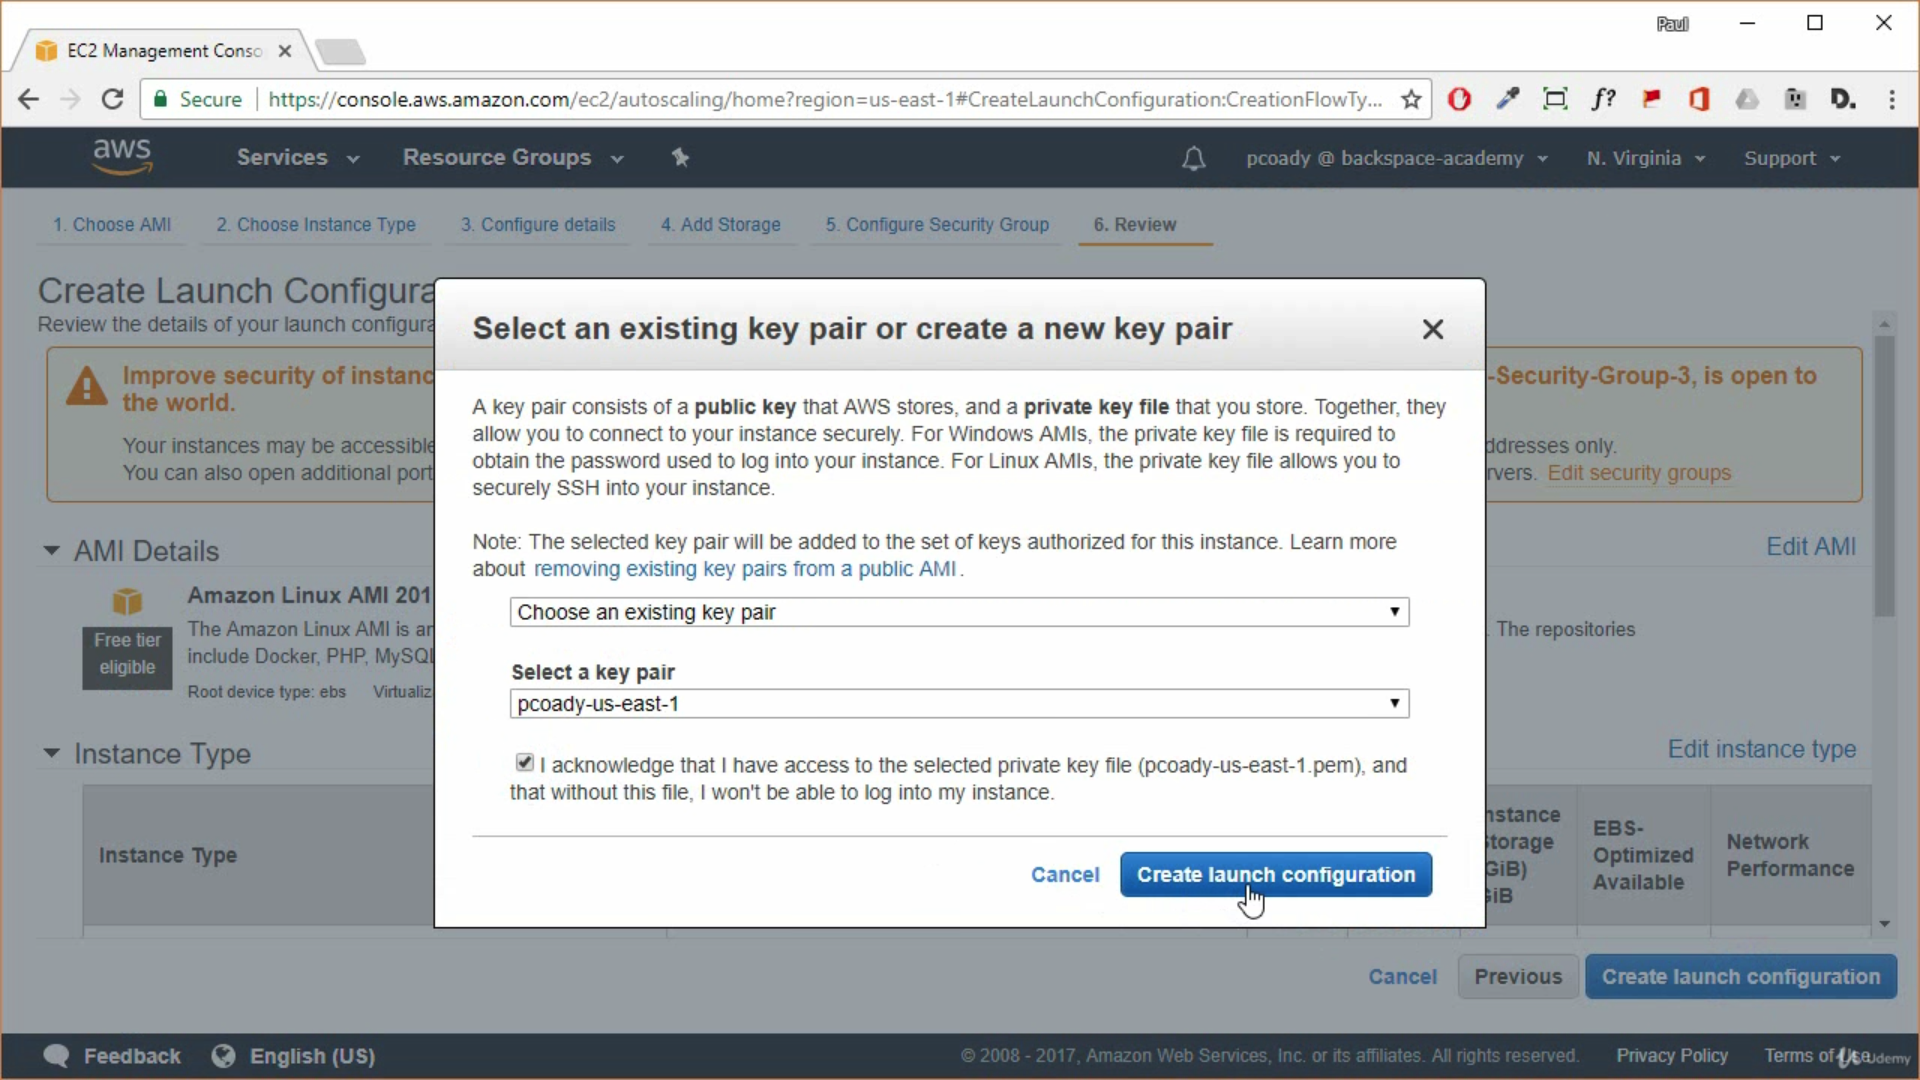 Paul
EC2 Management Conso
Secure
https://console.aws.amazon.com/ec2/autoscaling/home?region=us-east-1#CreateLaunchConfiguration:CreationFlowTy...
f?
D.
aws
Services
Resource Groups
pcoady @ backspace-academy
N. Virginia
Support
1. Choose AMI
2. Choose Instance Type
3. Configure details
4. Add Storage
5. Configure Security Group
6. Review
Create Launch Configura
Review the details of your launch configura
Improve security of instanc
-Security-Group-3, is open to
the world.
Your instances may be accessible
ddresses only.
You can also open additional port
rvers. Edit security groups
AMI Details
Edit AMI
Amazon Linux AMI 201
Free tier
eligible
The Amazon Linux AMI is an
. The repositories
include Docker, PHP, MySQL
Root device type: ebs
Virtualiz
Instance Type
Edit instance type
Instance Type
nstance
Storage
GiB)
GiB
EBS-
Optimized
Available
Network
Performance
Select an existing key pair or create a new key pair
A key pair consists of a public key that AWS stores, and a private key file that you store. Together, they
allow you to connect to your instance securely. For Windows AMIs, the private key file is required to
obtain the password used to log into your instance. For Linux AMIs, the private key file allows you to
securely SSH into your instance.
Note: The selected key pair will be added to the set of keys authorized for this instance. Learn more
about removing existing key pairs from a public AMI.
Choose an existing key pair
Select a key pair
pcoady-us-east-1
I acknowledge that I have access to the selected private key file (pcoady-us-east-1.pem), and
that without this file, I won't be able to log into my instance.
Cancel
Create launch configuration
Cancel
Previous
Create launch configuration
Feedback
English (US)
© 2008 - 2017, Amazon Web Services, Inc. or its affiliates. All rights reserved.
Privacy Policy
Terms of Use
Udemy